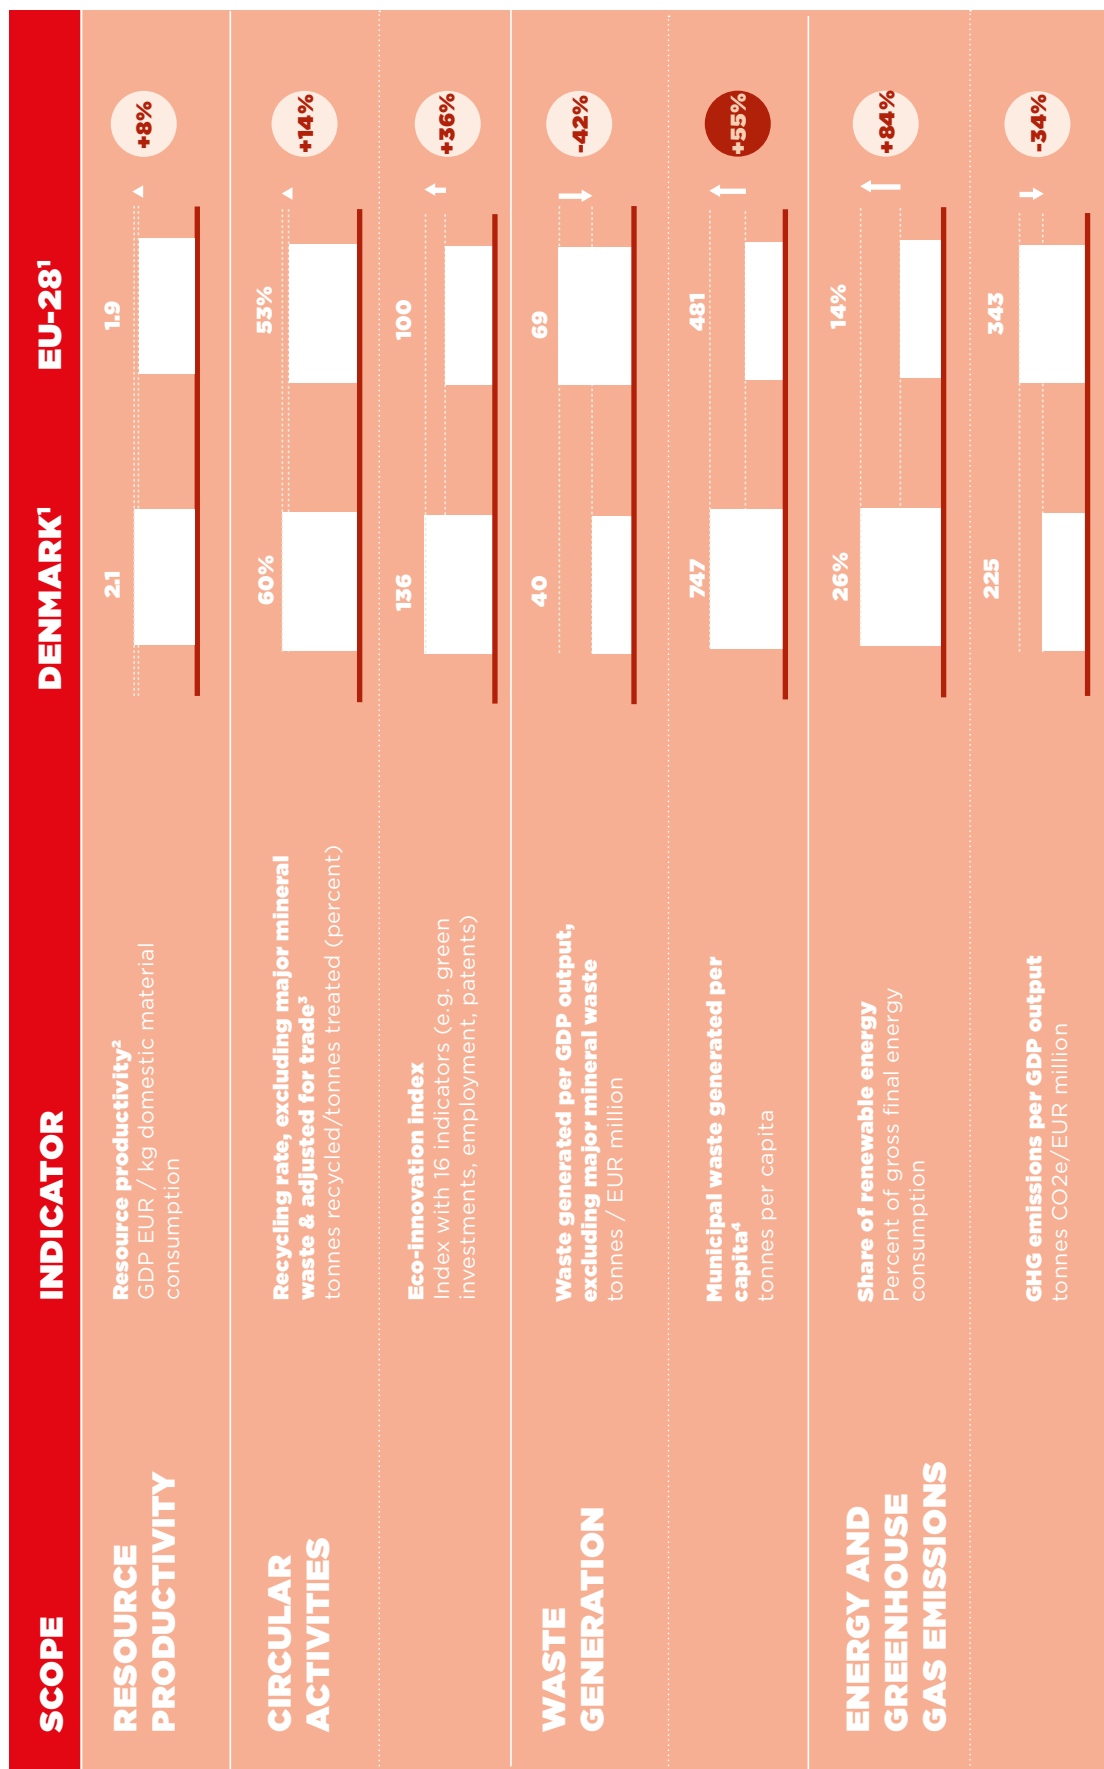 SCOPE
INDICATOR
DENMARK¹
EU-28¹
RESOURCE
PRODUCTIVITY
Resource productivity²
GDP EUR / kg domestic material
consumption
2.1
1.9
+8%
CIRCULAR
ACTIVITIES
Recycling rate, excluding major mineral
waste & adjusted for trade³
tonnes recycled/tonnes treated (percent)
60%
53%
+14%
Eco-innovation index
Index with 16 indicators (e.g. green
investments, employment, patents)
136
100
+36%
WASTE
GENERATION
Waste generated per GDP output,
excluding major mineral waste
tonnes / EUR million
40
69
-42%
Municipal waste generated per
capita⁴
tonnes per capita
747
481
+55%
ENERGY AND
GREENHOUSE
GAS EMISSIONS
Share of renewable energy
Percent of gross final energy
consumption
26%
14%
+84%
GHG emissions per GDP output
tonnes CO2e/EUR million
225
343
-34%